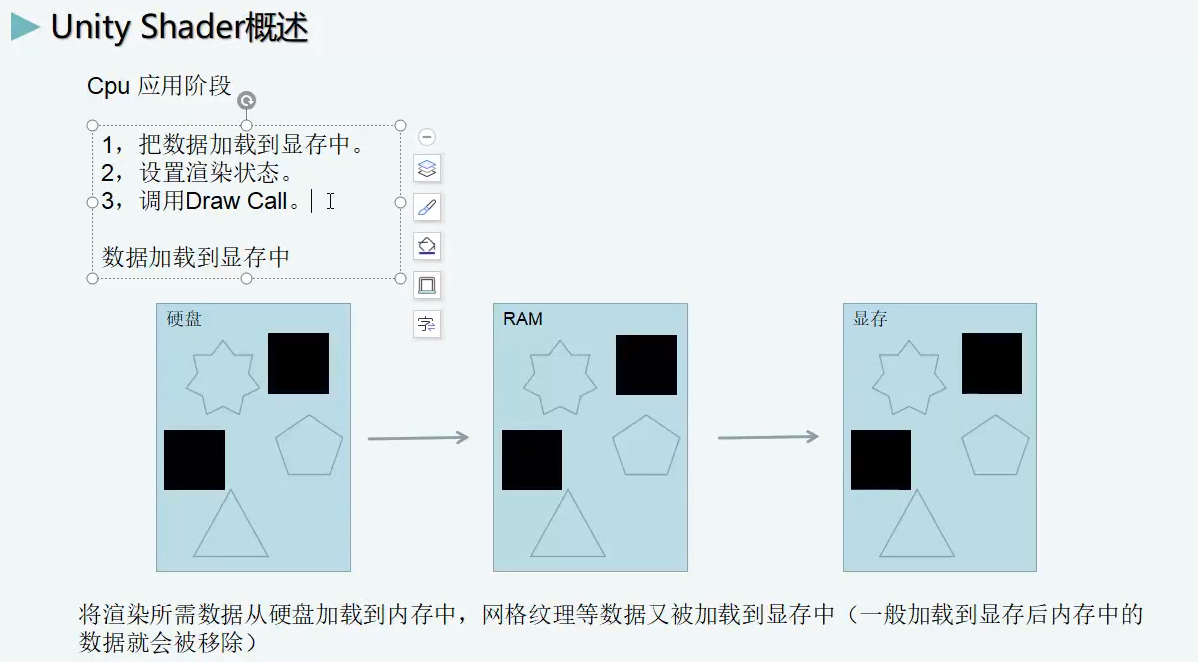 Unity Shader概述
Cpu 应用阶段
1，把数据加载到显存中。
2，设置渲染状态。
3，调用Draw Call。
数据加载到显存中
字
硬盘
RAM
显存
将渲染所需数据从硬盘加载到内存中，网格纹理等数据又被加载到显存中（一般加载到显存后内存中的
数据就会被移除）